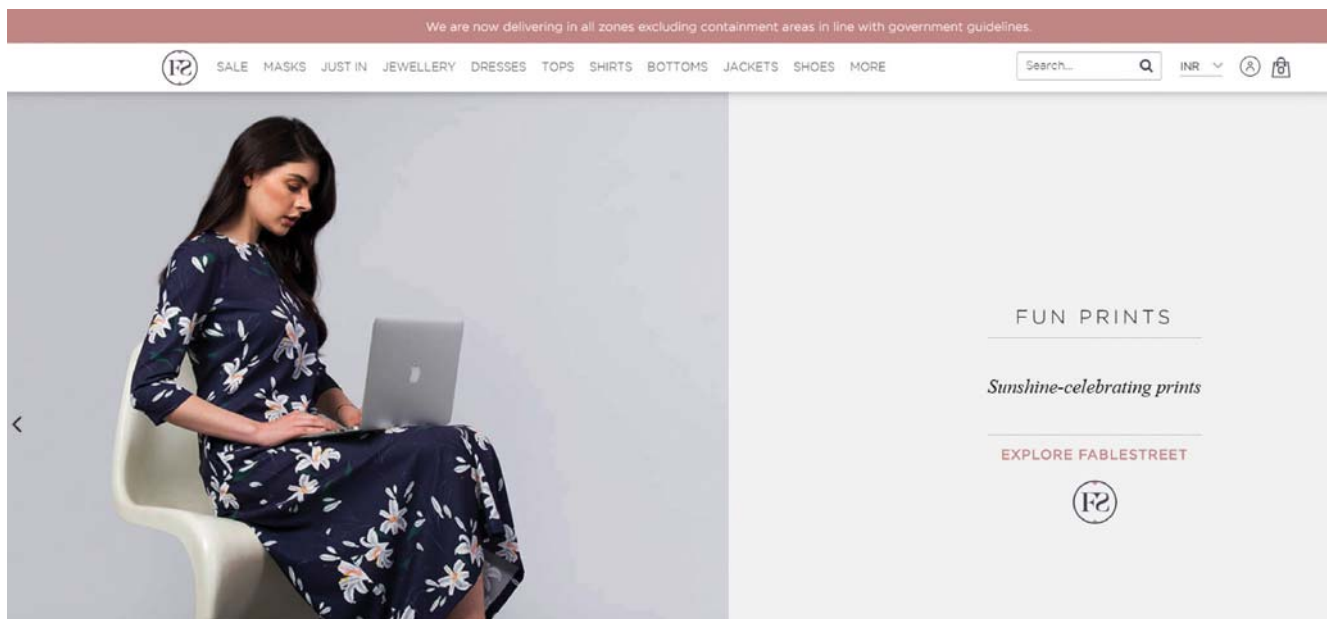 We are now delivering in all zones excluding containment areas in line with government guidelines.
FS SALE MASKS JUST IN JEWELLERY DRESSES TOPS SHIRTS BOTTOMS JACKETS SHOES MORE Search... INR 0
FUN PRINTS
Sunshine-celebrating prints
EXPLORE FABLESTREET
FS